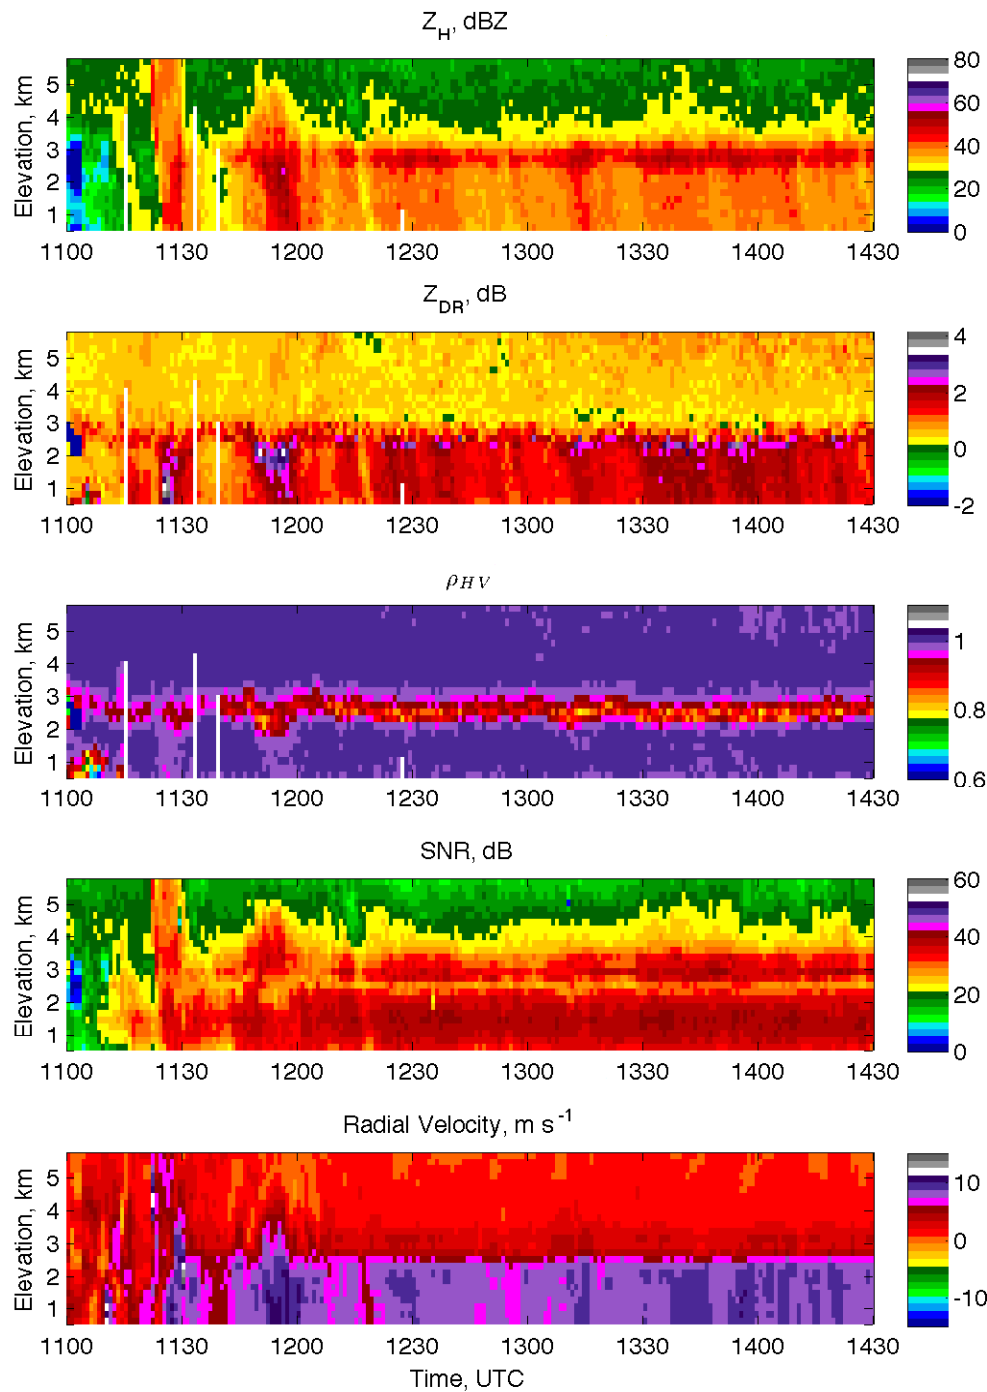 Z_H, dBZ
Elevation, km
5
4
3
2
1
1100 1130 1200 1230 1300 1330 1400 1430
80
60
40
20
0
Z_DR, dB
Elevation, km
5
4
3
2
1
1100 1130 1200 1230 1300 1330 1400 1430
4
2
0
-2
ρ_HV
Elevation, km
5
4
3
2
1
1100 1130 1200 1230 1300 1330 1400 1430
1
0.8
0.6
SNR, dB
Elevation, km
5
4
3
2
1
1100 1130 1200 1230 1300 1330 1400 1430
60
40
20
0
Radial Velocity, m s⁻¹
Elevation, km
5
4
3
2
1
1100 1130 1200 1230 1300 1330 1400 1430
10
0
-10
Time, UTC